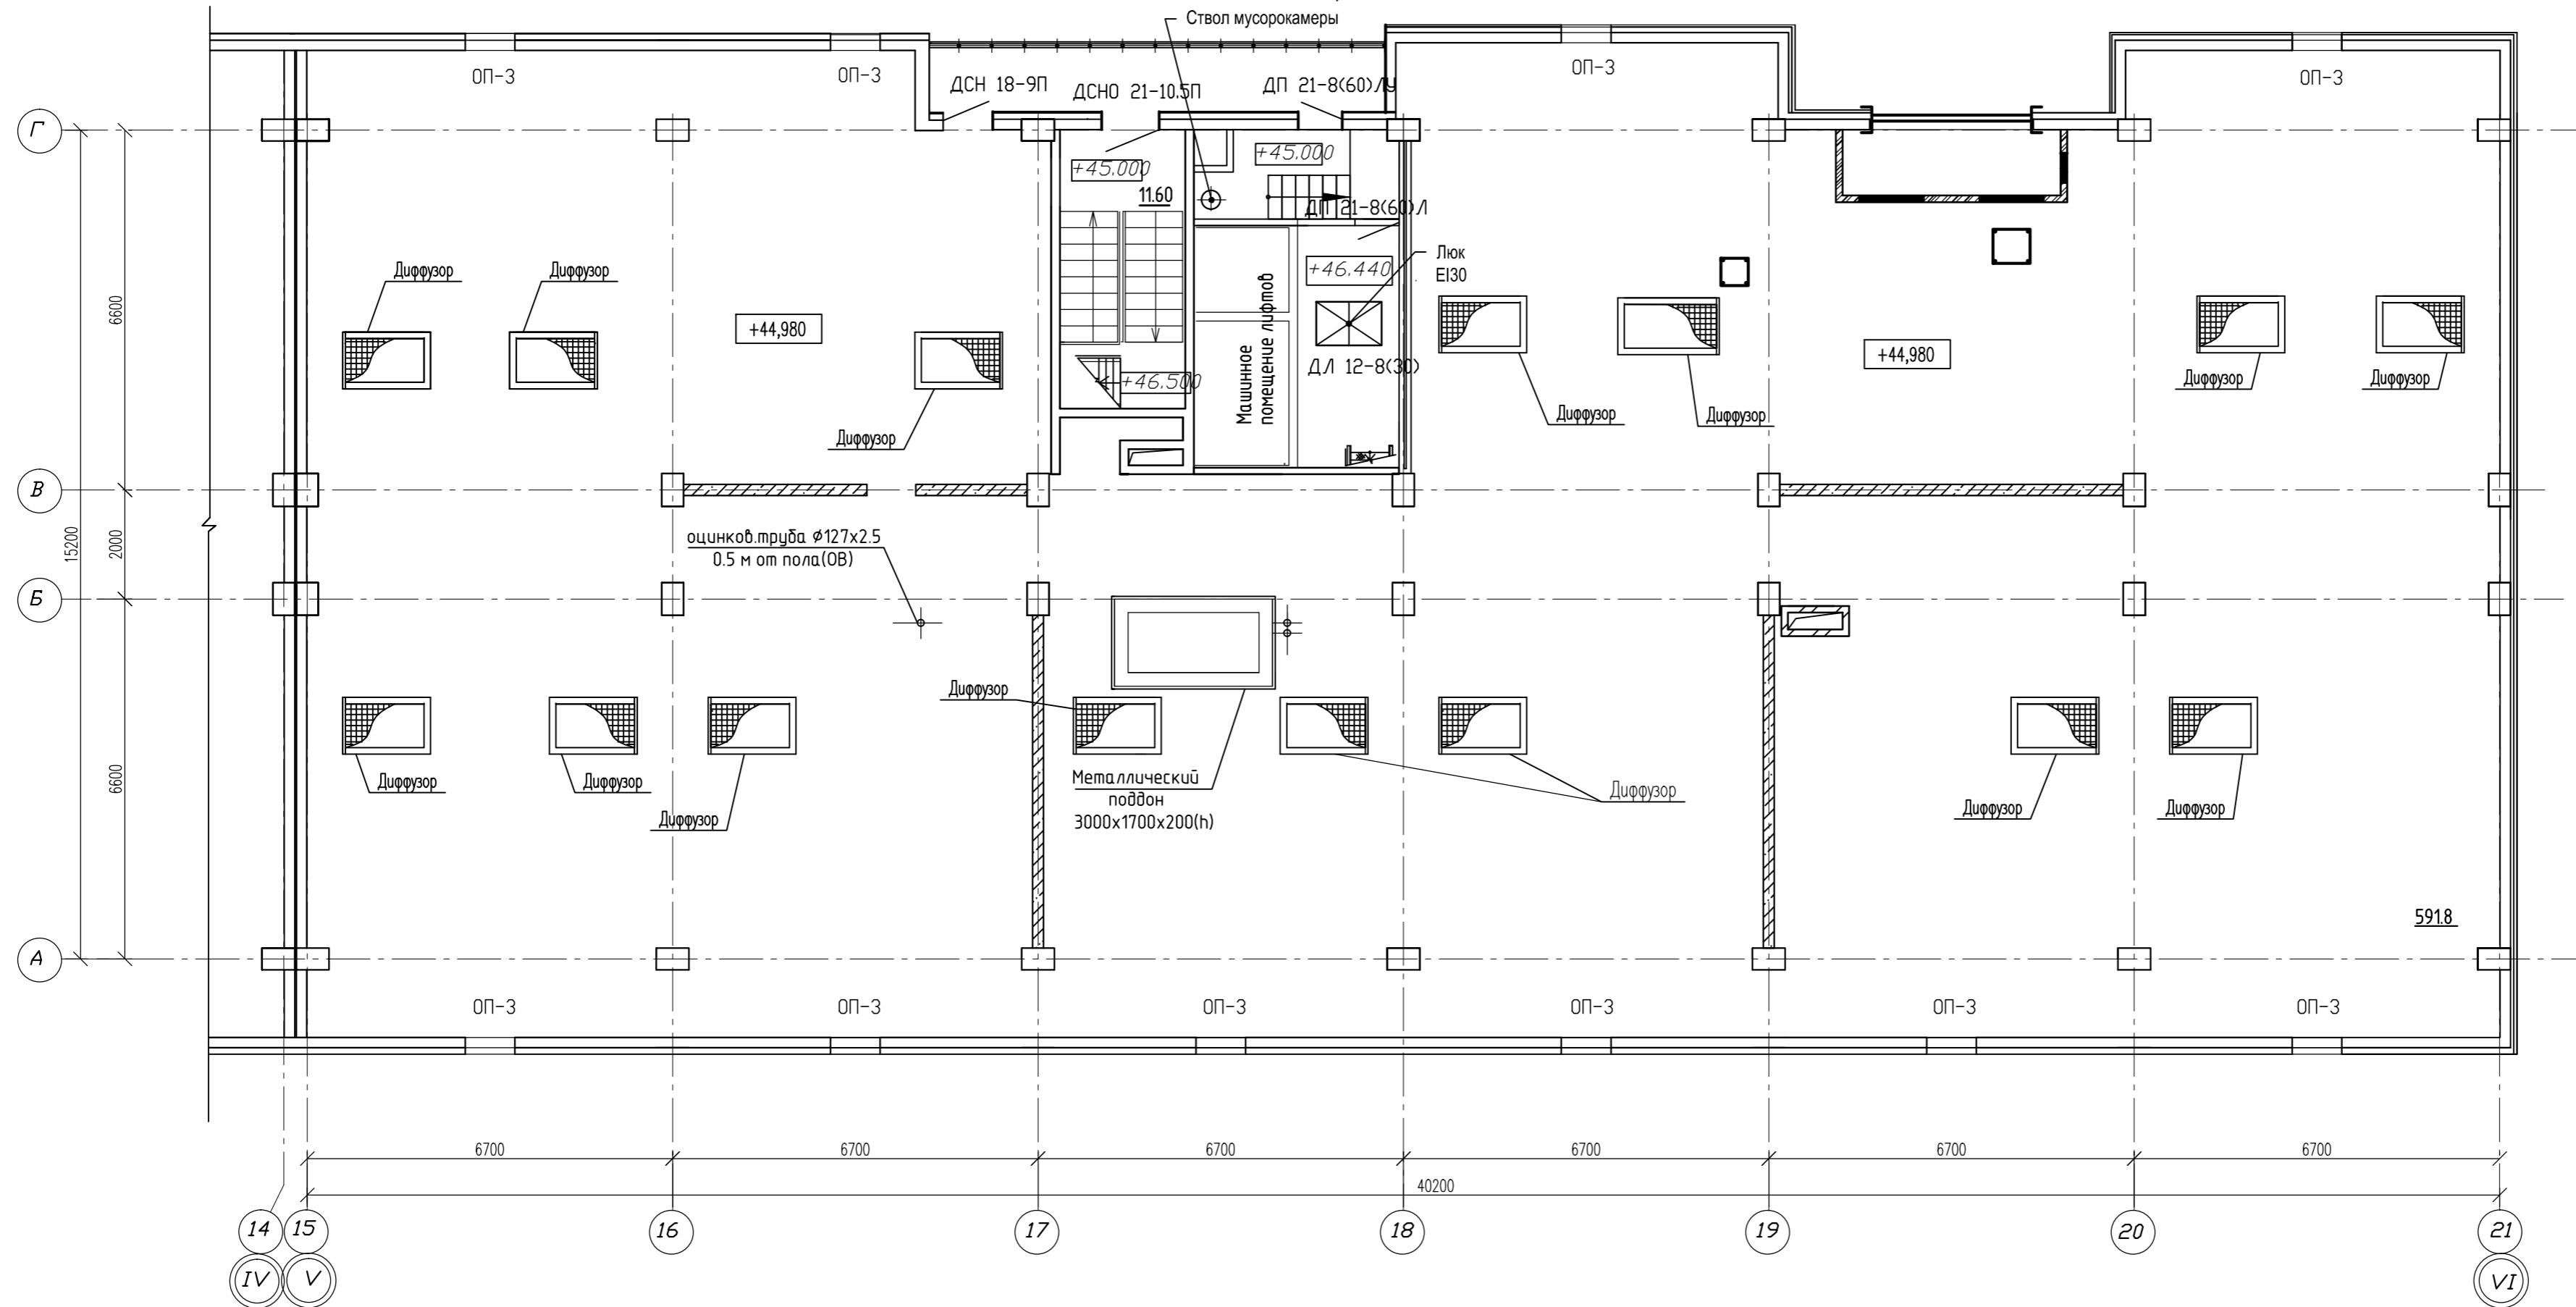 Ствол мусорокамеры
ОП-3
ОП-3
ДСН 18-9П
ДСНО 21-10.5П
ДП 21-8(60)ЛУ
ОП-3
ОП-3
Г
+45.000
+45.000
11.60
ДП 21-8(60)Л
Люк
EI30
Диффузор
Диффузор
+46.440
6600
+44,980
+44,980
Машинное
помещение лифтов
ДЛ 12-8(30)
+46.500
Диффузор
Диффузор
Диффузор
Диффузор
Диффузор
В
15200
2000
оцинков.труба ⌀127х2.5
0.5 м от пола(ОВ)
Б
6600
Диффузор
Диффузор
Диффузор
Диффузор
Металлический
поддон
3000х1700х200(h)
Диффузор
Диффузор
Диффузор
591.8
А
ОП-3
ОП-3
ОП-3
ОП-3
ОП-3
ОП-3
6700
6700
6700
6700
6700
6700
40200
14
15
16
17
18
19
20
21
IV
V
VI